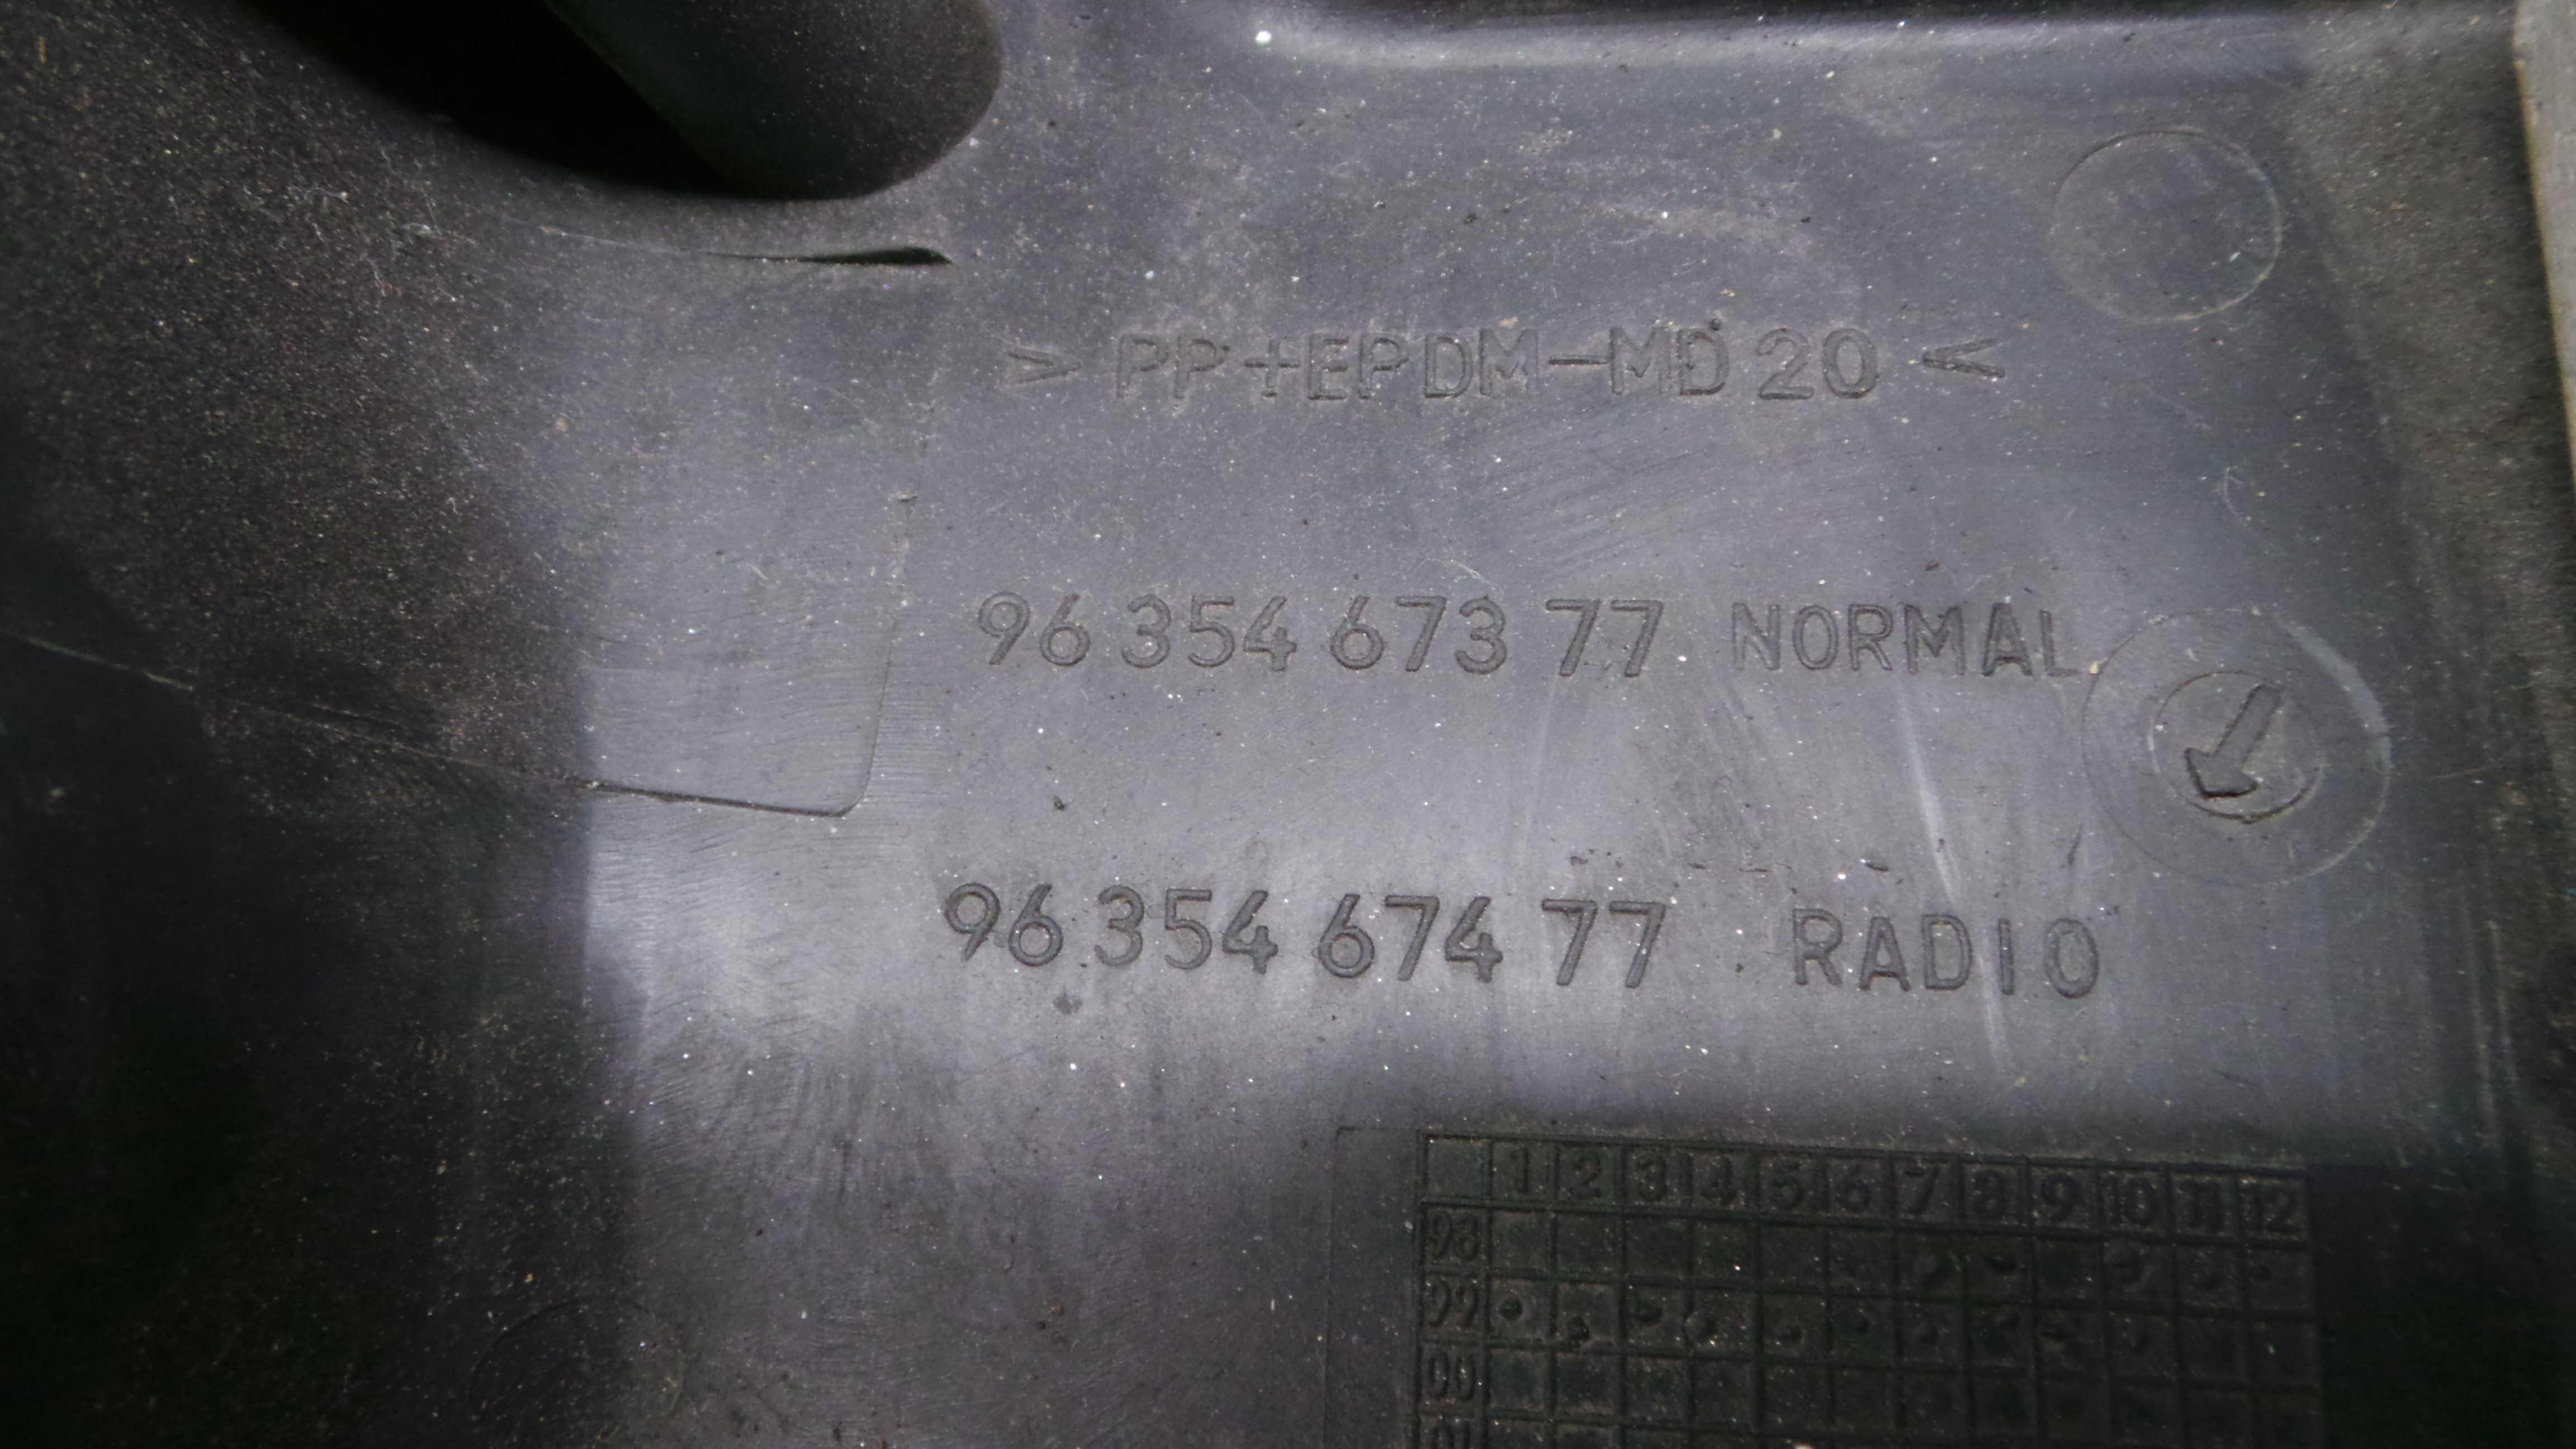 > PP+EPDM-MD 20 <
96 354 673 77 NORMAL
96 354 674 77 RADIO
1 2 3 4 5 6 7 8 9 10 11 12
98
99
00
01